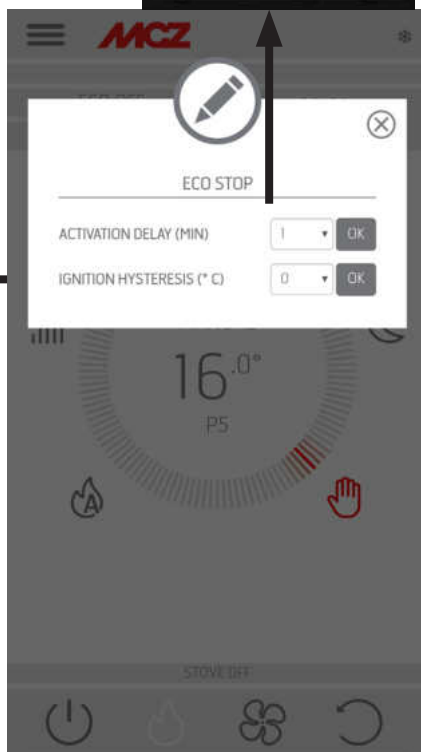 MCZ
ECO STOP
ACTIVATION DELAY (MIN) 1 OK
IGNITION HYSTERESIS (° C) 0 OK
16.0°
P5
STOVE OFF